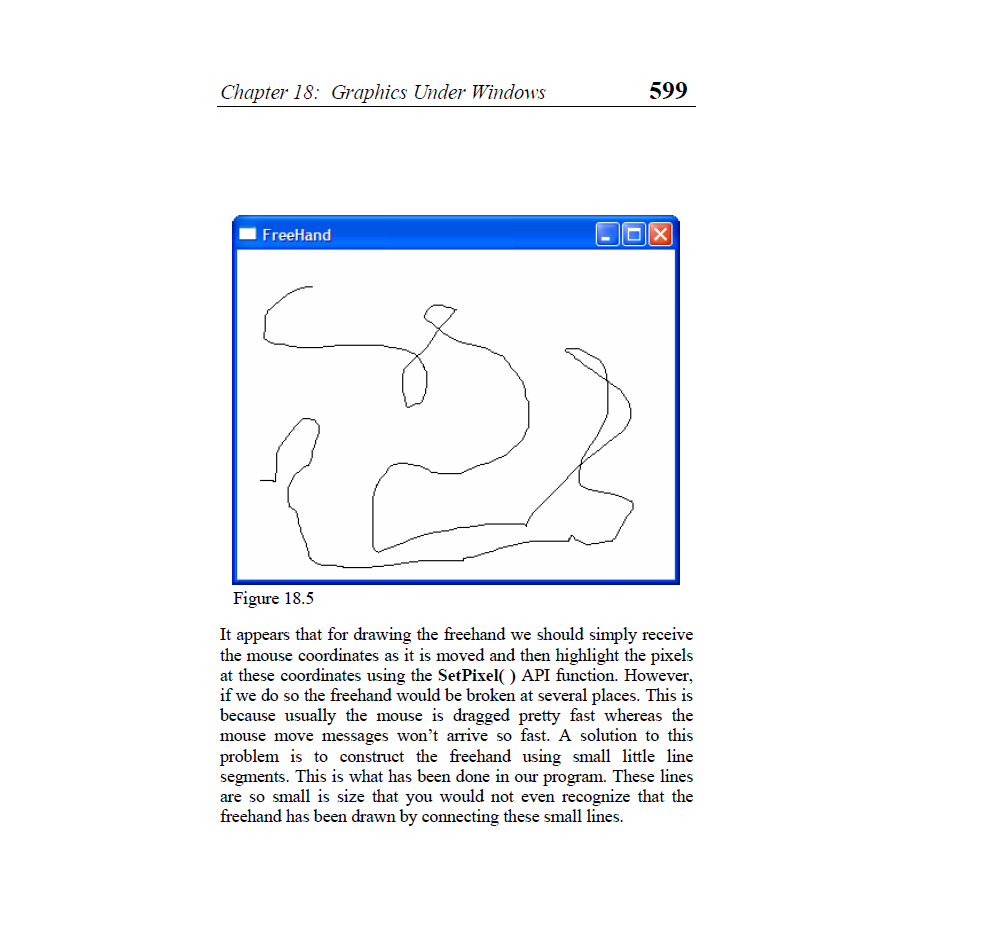 Chapter 18:  Graphics Under Windows 599
FreeHand
Figure 18.5
It appears that for drawing the freehand we should simply receive
the mouse coordinates as it is moved and then highlight the pixels
at these coordinates using the SetPixel( ) API function. However,
if we do so the freehand would be broken at several places. This is
because usually the mouse is dragged pretty fast whereas the
mouse move messages won’t arrive so fast. A solution to this
problem is to construct the freehand using small little line
segments. This is what has been done in our program. These lines
are so small is size that you would not even recognize that the
freehand has been drawn by connecting these small lines.